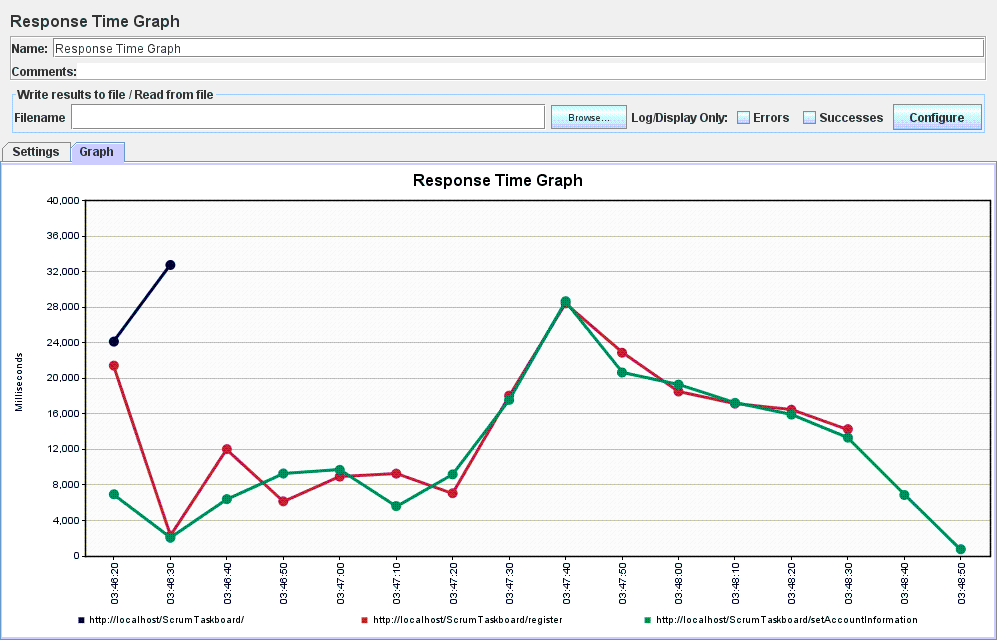 Response Time Graph
Name: Response Time Graph
Comments:
Write results to file / Read from file
Filename Browse... Log/Display Only: Errors Successes Configure
Settings Graph
Response Time Graph
40,000
36,000
32,000
28,000
24,000
20,000
16,000
12,000
8,000
4,000
0
Milliseconds
03:46:20 03:46:30 03:46:40 03:46:50 03:47:00 03:47:10 03:47:20 03:47:30 03:47:40 03:47:50 03:48:00 03:48:10 03:48:20 03:48:30 03:48:40 03:48:50
http://localhost/ScrumTaskboard/ http://localhost/ScrumTaskboard/register http://localhost/ScrumTaskboard/setAccountInformation